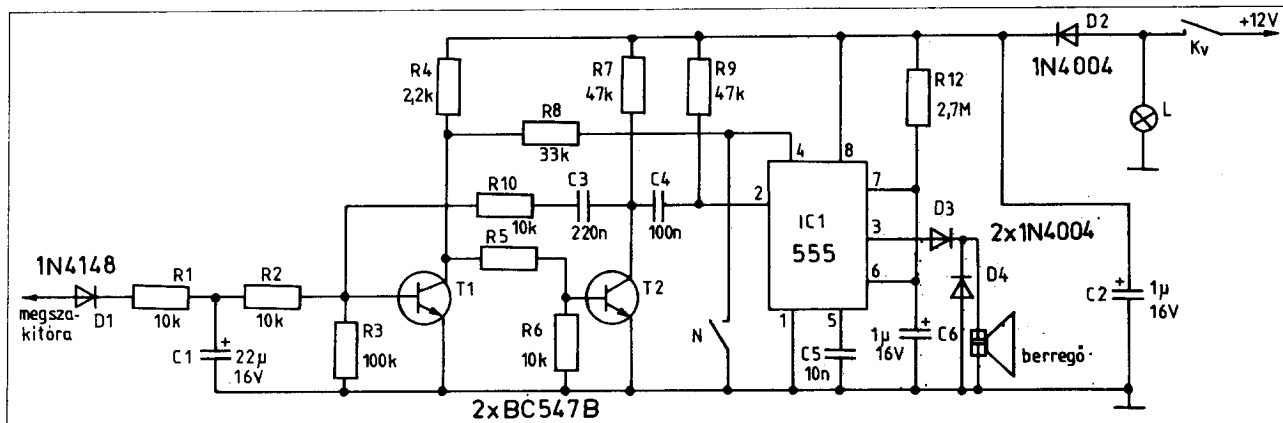 D2
+12V
Kv
1N4004
R4
2,2k
R7
47k
R9
47k
R12
2,7M
L
R8
33k
4
8
R10
10k
C3
220n
C4
100n
2
7
IC1
555
3
D3
2x1N4004
R5
6
D4
1N4148
R1
10k
R2
10k
T1
T2
C2
1µ
16V
megsza-
kítóra
D1
R3
100k
R6
10k
N
1
5
C5
10n
1µ
16V
C6
berregő
C1
22µ
16V
2xBC547B
+
+
+